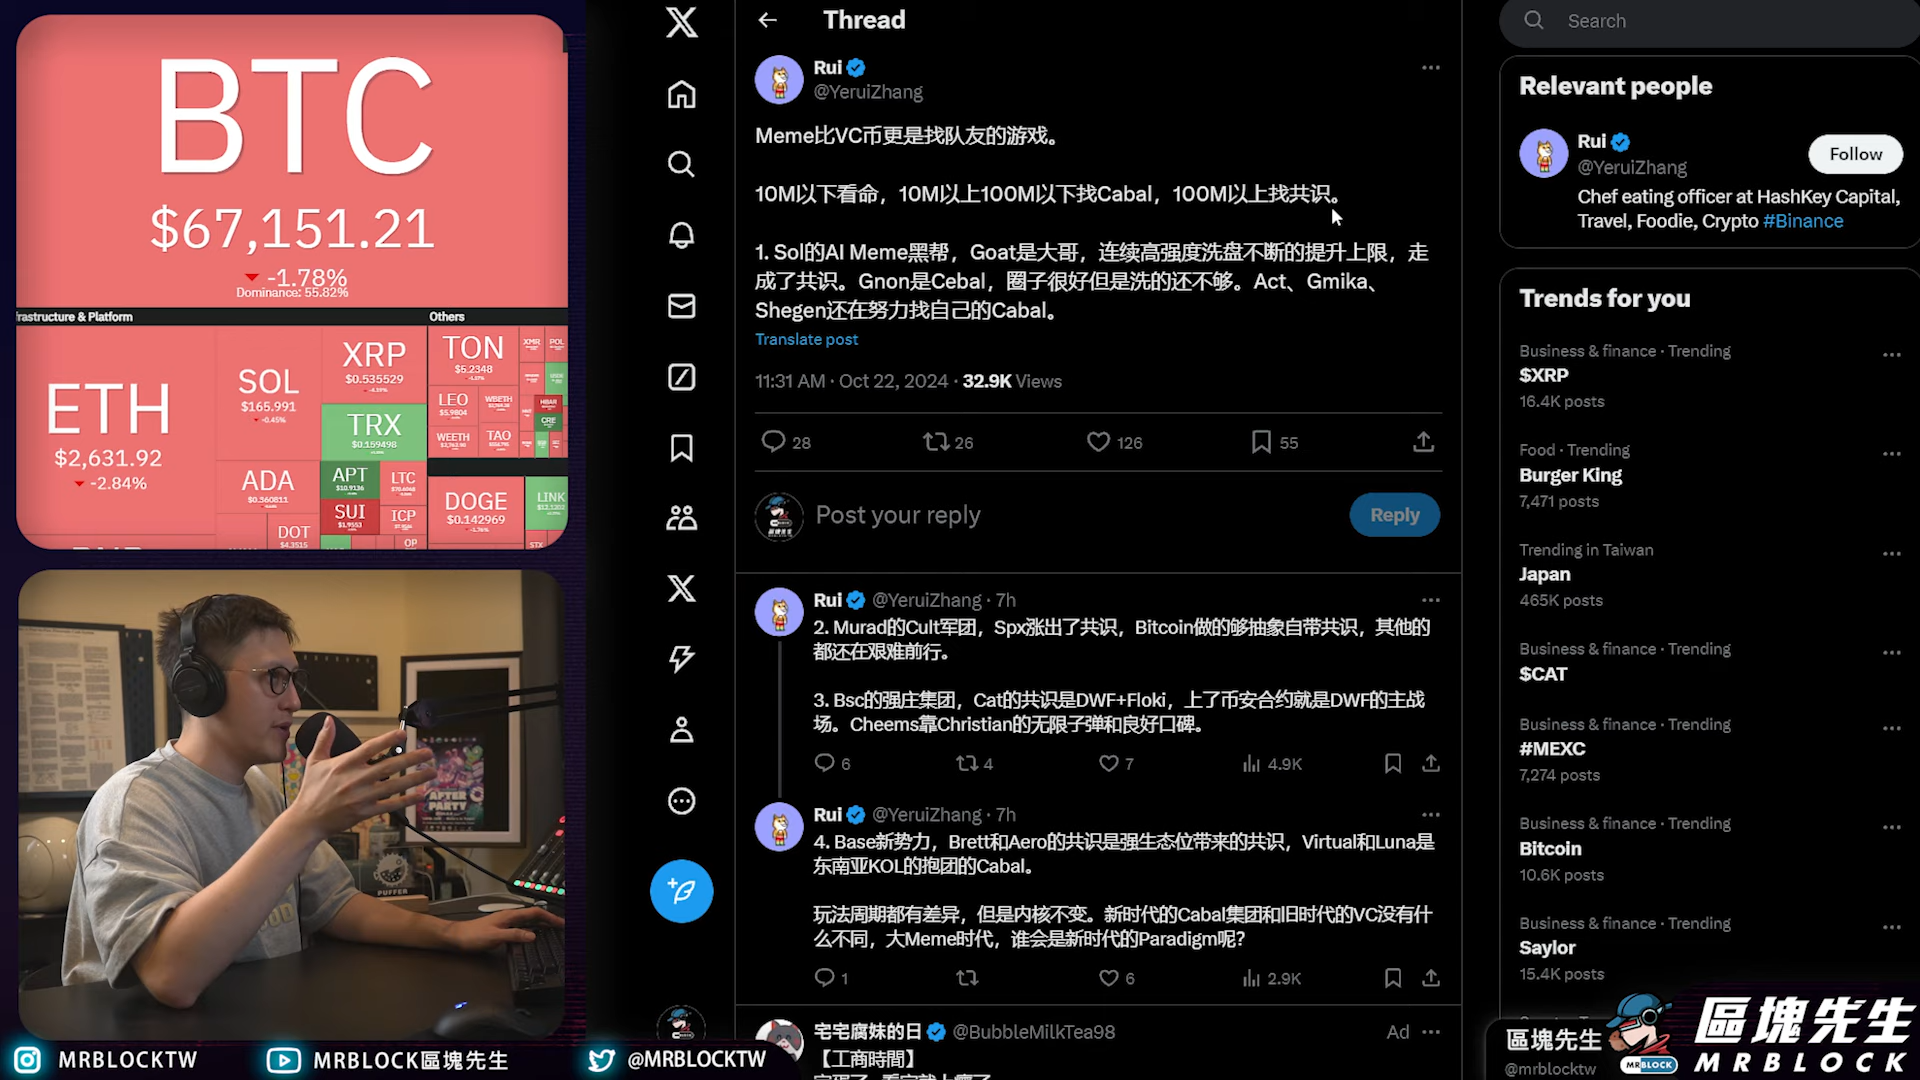 BTC
$67,151.21
-1.78%
Dominance: 55.82%
rastructure & Platform
Others
ETH
$2,631.92
-2.84%
SOL
$165.991
-0.45%
XRP
$0.535529
TRX
$0.159498
ADA
$0.360811
APT
$10.9136
LTC
SUI
$1.9553
ICP
DOT
$4.3515
OP
TON
$5.2348
XMR
POL
LEO
$5.9804
WBETH
WEETH
TAO
CRE
DOGE
$0.142969
-1.76%
LINK
STX
Thread
Rui
@YeruiZhang
Meme比VC币更是找队友的游戏。
10M以下看命，10M以上100M以下找Cabal，100M以上找共识。
1. Sol的AI Meme黑帮，Goat是大哥，连续高强度洗盘不断的提升上限，走
成了共识。Gnon是Cebal，圈子很好但是洗的还不够。Act、Gmika、
Shegen还在努力找自己的Cabal。
Translate post
11:31 AM · Oct 22, 2024 · 32.9K Views
28 26 126 55
Post your reply
Reply
Rui @YeruiZhang · 7h
2. Murad的Cult军团，Spx涨出了共识，Bitcoin做的够抽象自带共识，其他的
都还在艰难前行。
3. Bsc的强庄集团，Cat的共识是DWF+Floki，上了币安合约就是DWF的主战
场。Cheems靠Christian的无限子弹和良好口碑。
6 4 7 4.9K
Rui @YeruiZhang · 7h
4. Base新势力，Brett和Aero的共识是强生态位带来的共识，Virtual和Luna是
东南亚KOL的抱团的Cabal。
玩法周期都有差异，但是内核不变。新时代的Cabal集团和旧时代的VC没有什
么不同，大Meme时代，谁会是新时代的Paradigm呢?
1 6 2.9K
宅宅腐妹的日 @BubbleMilkTea98 Ad
【工商時間】
Search
Relevant people
Rui
@YeruiZhang
Follow
Chef eating officer at HashKey Capital,
Travel, Foodie, Crypto #Binance
Trends for you
Business & finance · Trending
$XRP
16.4K posts
Food · Trending
Burger King
7,471 posts
Trending in Taiwan
Japan
465K posts
Business & finance · Trending
$CAT
Business & finance · Trending
#MEXC
7,274 posts
Business & finance · Trending
Bitcoin
10.6K posts
Business & finance · Trending
Saylor
15.4K posts
AFTER
PARTY
PUFFER
MRBLOCKTW
MRBLOCK區塊先生
@MRBLOCKTW
區塊先生
@mrblocktw
MRBLOCK
區塊先生
MRBLOCK